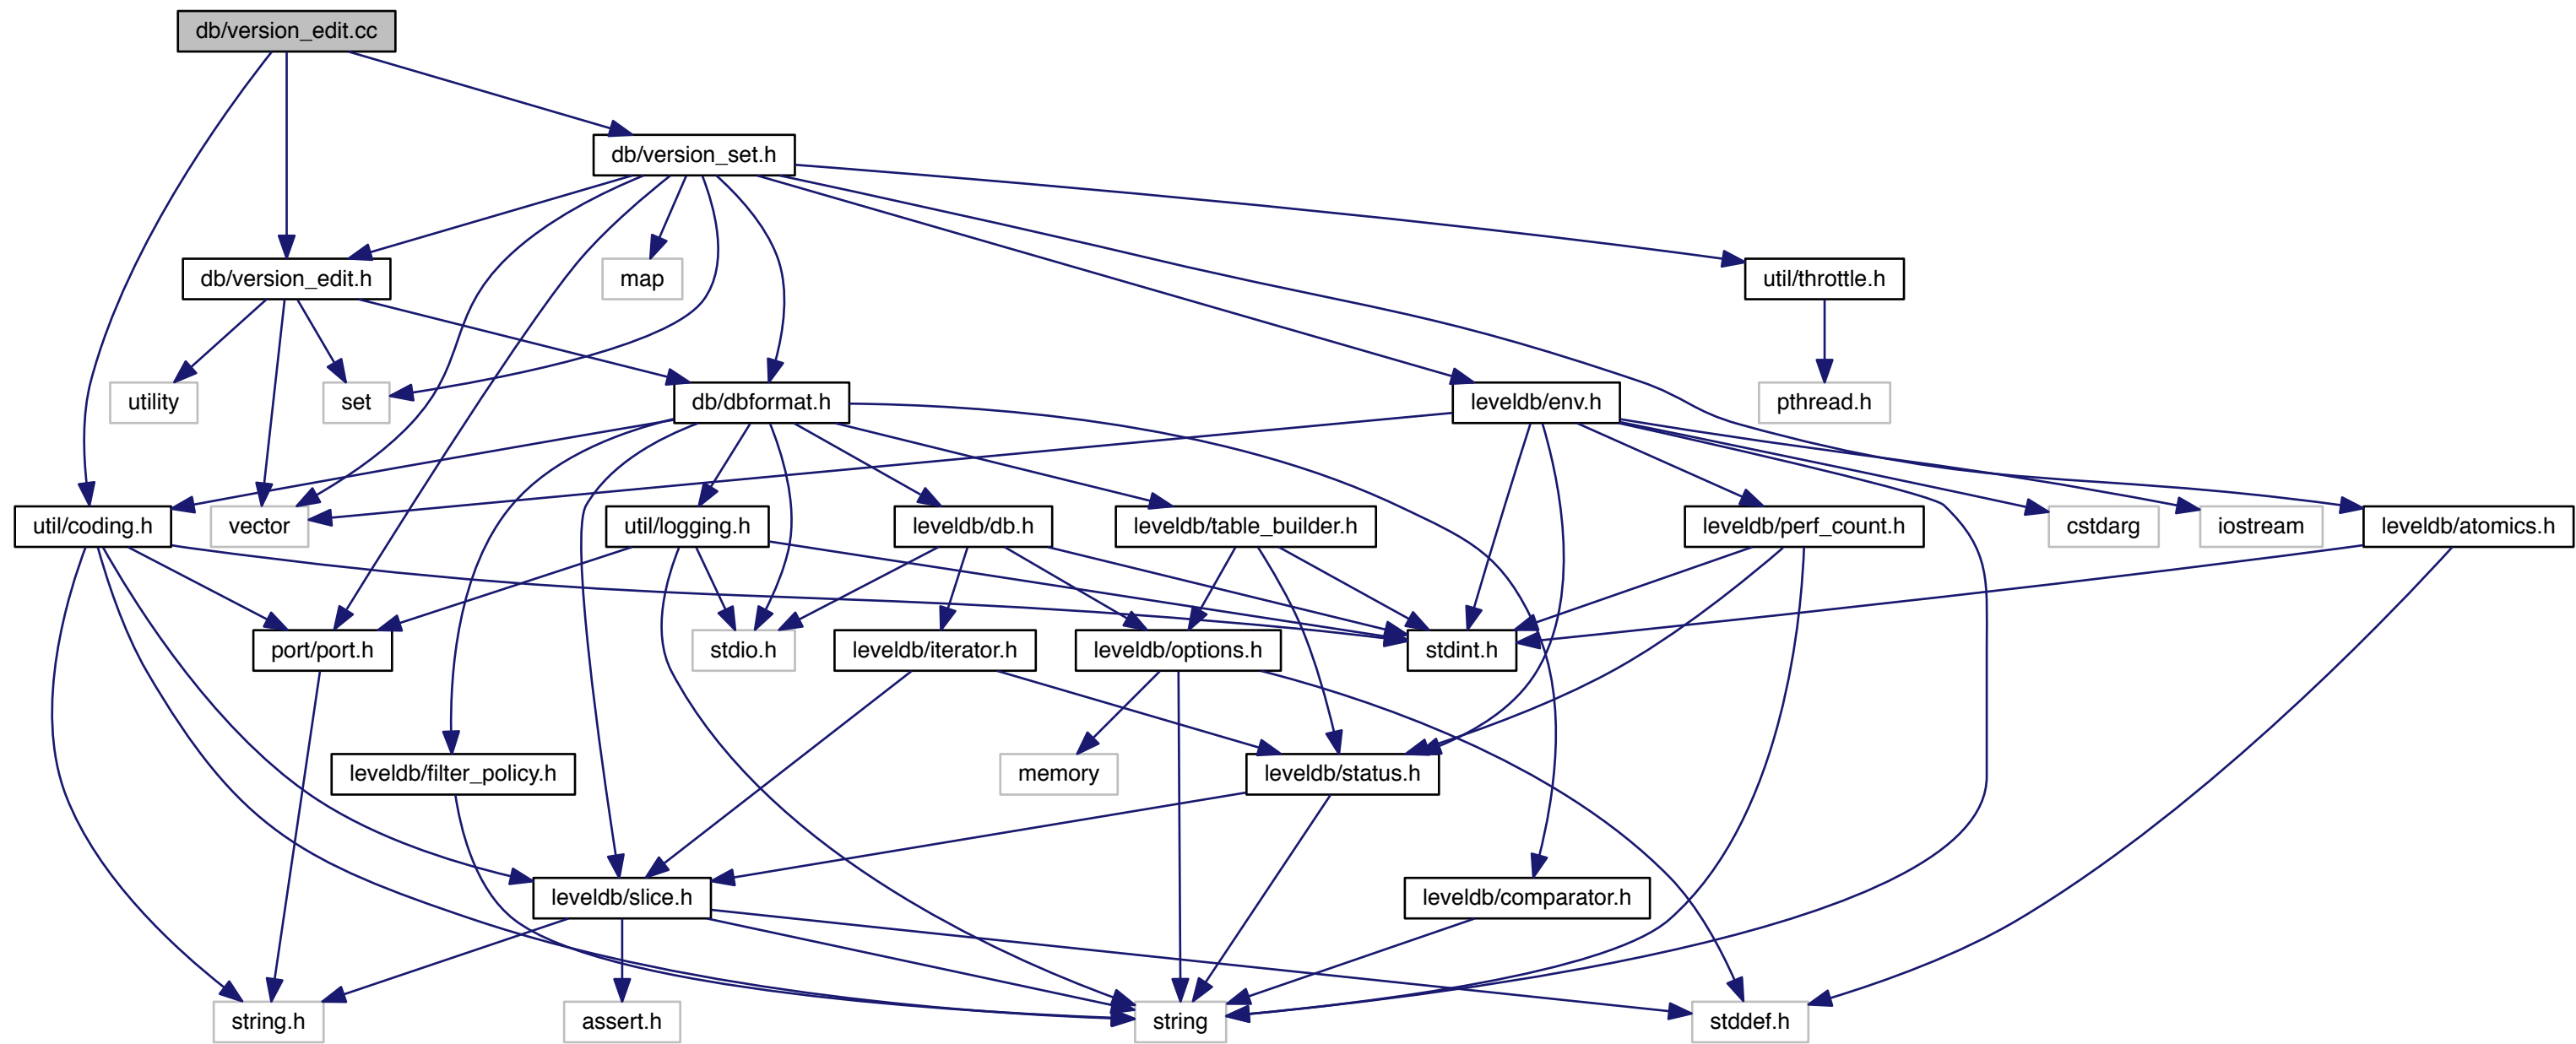 db/version_edit.cc
db/version_set.h
db/version_edit.h
map
util/throttle.h
utility
set
db/dbformat.h
leveldb/env.h
pthread.h
util/coding.h
vector
util/logging.h
leveldb/db.h
leveldb/table_builder.h
leveldb/perf_count.h
cstdarg
iostream
leveldb/atomics.h
port/port.h
stdio.h
leveldb/iterator.h
leveldb/options.h
stdint.h
leveldb/filter_policy.h
memory
leveldb/status.h
leveldb/slice.h
leveldb/comparator.h
string.h
assert.h
string
stddef.h